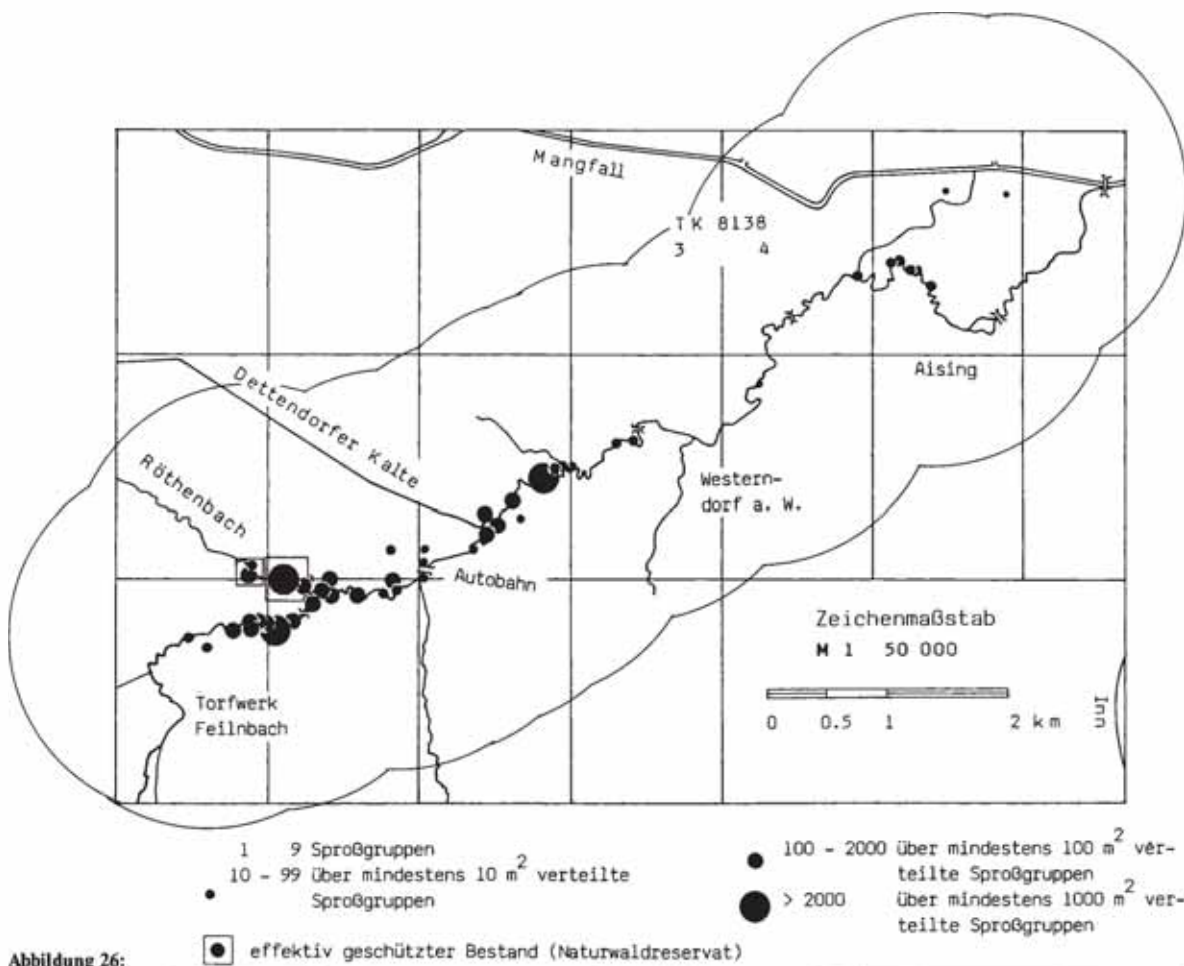 Mangfall
TK 8138
3 4
Aising
Dettendorfer Kalte
Röthenbach
Western-
dorf a. W.
Autobahn
Zeichenmaßstab
M 1 50 000
0 0.5 1 2 km
Inn
Torfwerk
Feilnbach
1 9 Sproßgruppen
10 - 99 über mindestens 10 m² verteilte
Sproßgruppen
100 - 2000 über mindestens 100 m² ver-
teilte Sproßgruppen
> 2000 über mindestens 1000 m² ver-
teilte Sproßgruppen
effektiv geschützter Bestand (Naturwaldreservat)
Abbildung 26: